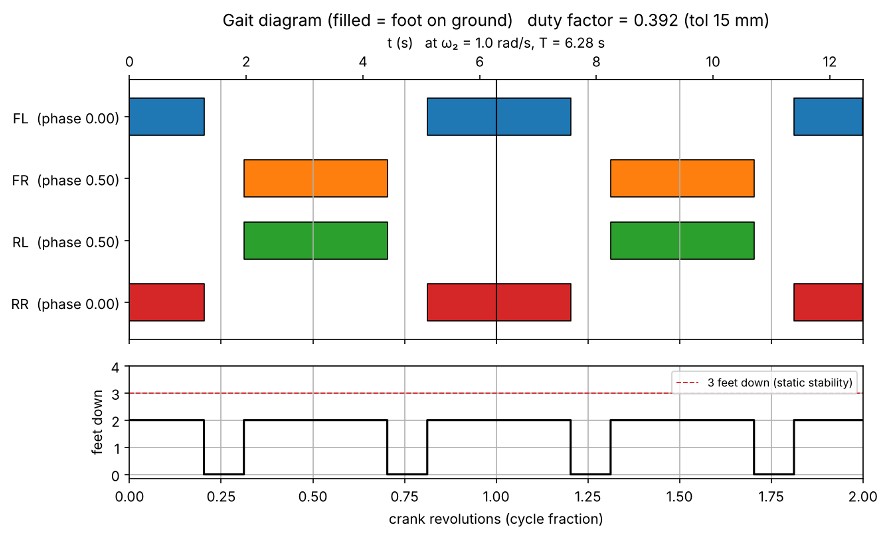 Gait diagram (filled = foot on ground)   duty factor = 0.392 (tol 15 mm)
t (s)   at ω₂ = 1.0 rad/s, T = 6.28 s
0 2 4 6 8 10 12
FL (phase 0.00)
FR (phase 0.50)
RL (phase 0.50)
RR (phase 0.00)
4
3 feet down (static stability)
3
2
1
0
feet down
0.00 0.25 0.50 0.75 1.00 1.25 1.50 1.75 2.00
crank revolutions (cycle fraction)